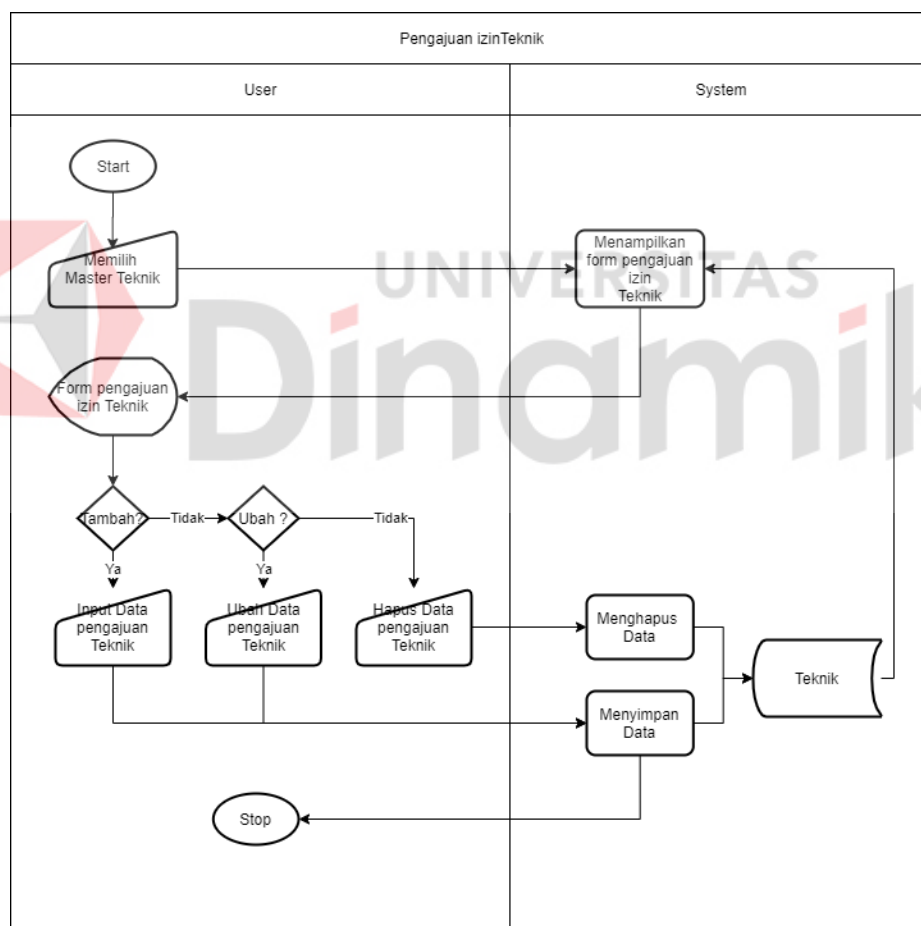 Pengajuan izinTeknik
User
System
Start
Memilih
Master Teknik
Menampilkan
form pengajuan
izin
Teknik
UNIVERSITAS
Dinamik
Form pengajuan
izin Teknik
Tambah?
Tidak
Ubah ?
Tidak
Ya
Ya
Input Data
pengajuan
Teknik
Ubah Data
pengajuan
Teknik
Hapus Data
pengajuan
Teknik
Menghapus
Data
Teknik
Menyimpan
Data
Stop